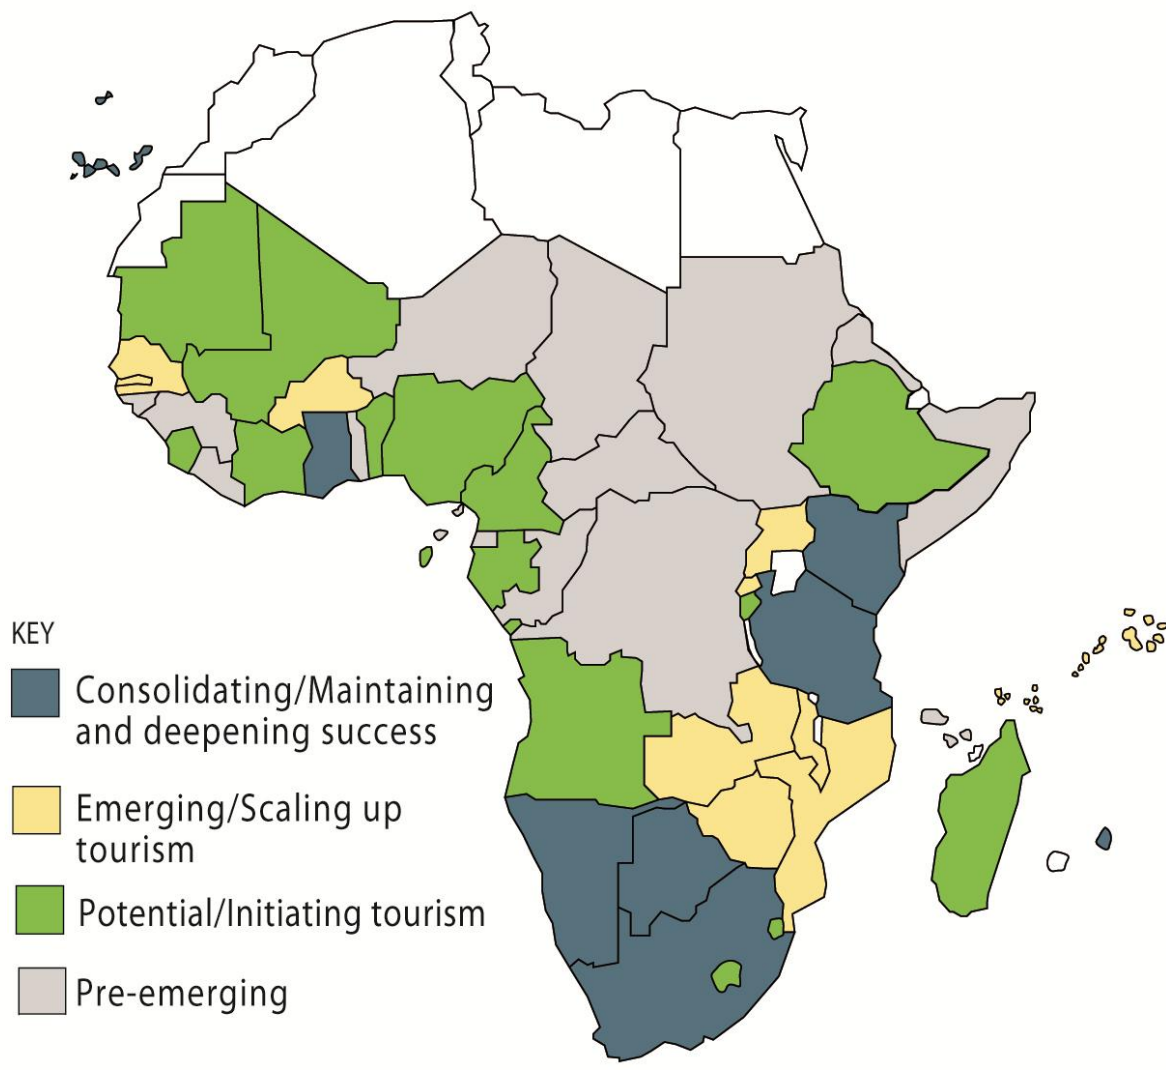 KEY
Consolidating/Maintaining
and deepening success
Emerging/Scaling up
tourism
Potential/Initiating tourism
Pre-emerging